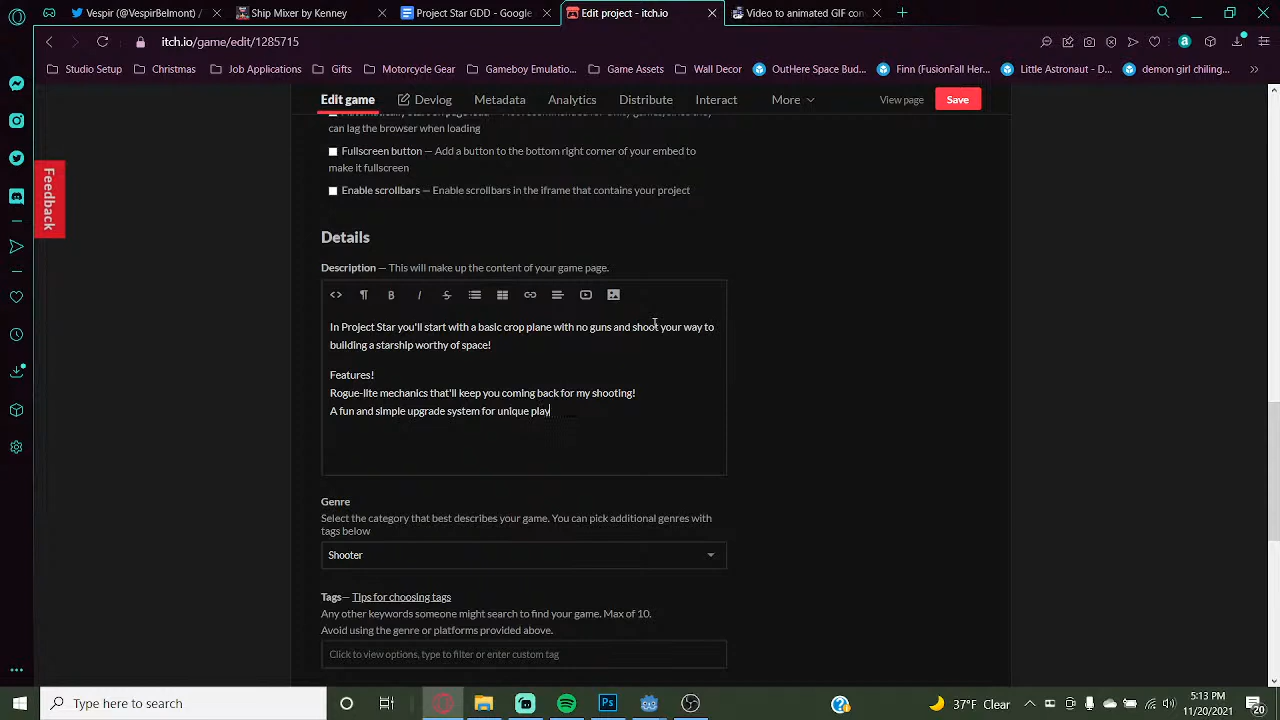 Vespir (@VespirBelmont) /
Ship Mixer by Kenney
Project Star GDD - Google
Edit project - itch.io
Video to animated GIF con
itch.io/game/edit/1285715
Studio Setup
Christmas
Job Applications
Gifts
Motorcycle Gear
Gameboy Emulatio...
Game Assets
Wall Decor
OutHere Space Bud...
Finn (FusionFall Her...
Little Astronaut - D...
demon girl chiling...
Edit game
Devlog
Metadata
Analytics
Distribute
Interact
More
View page
Save
can lag the browser when loading
Fullscreen button — Add a button to the bottom right corner of your embed to
make it fullscreen
Enable scrollbars — Enable scrollbars in the iframe that contains your project
Feedback
Details
Description — This will make up the content of your game page.
In Project Star you'll start with a basic crop plane with no guns and shoot your way to
building a starship worthy of space!
Features!
Rogue-lite mechanics that'll keep you coming back for my shooting!
A fun and simple upgrade system for unique play
Genre
Select the category that best describes your game. You can pick additional genres with
tags below
Shooter
Tags— Tips for choosing tags
Any other keywords someone might search to find your game. Max of 10.
Avoid using the genre or platforms provided above.
Click to view options, type to filter or enter custom tag
Type here to search
Ps
37°F Clear
5:13 PM
11/20/2021
20